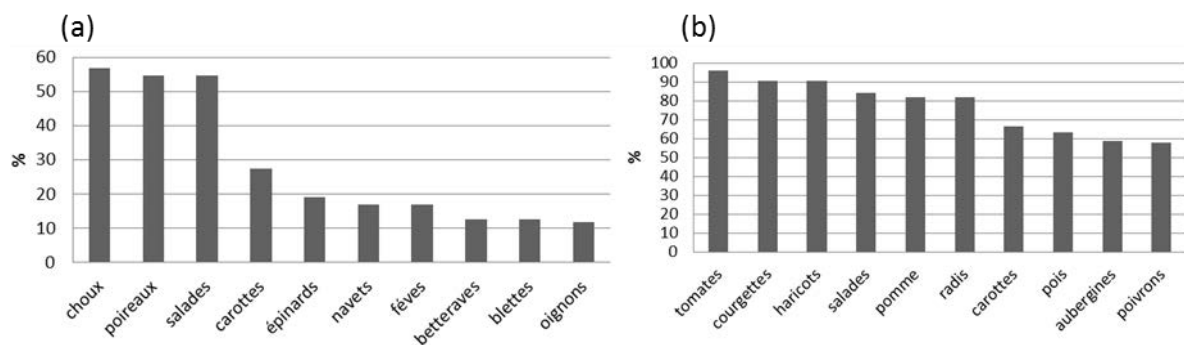 (a)
60
50
40
30
20
10
0
%
choux
poireaux
salades
carottes
épinards
navets
féves
betteraves
blettes
oignons
(b)
100
90
80
70
60
50
40
30
20
10
0
%
tomates
courgettes
haricots
salades
pomme
radis
carottes
pois
aubergines
poivrons